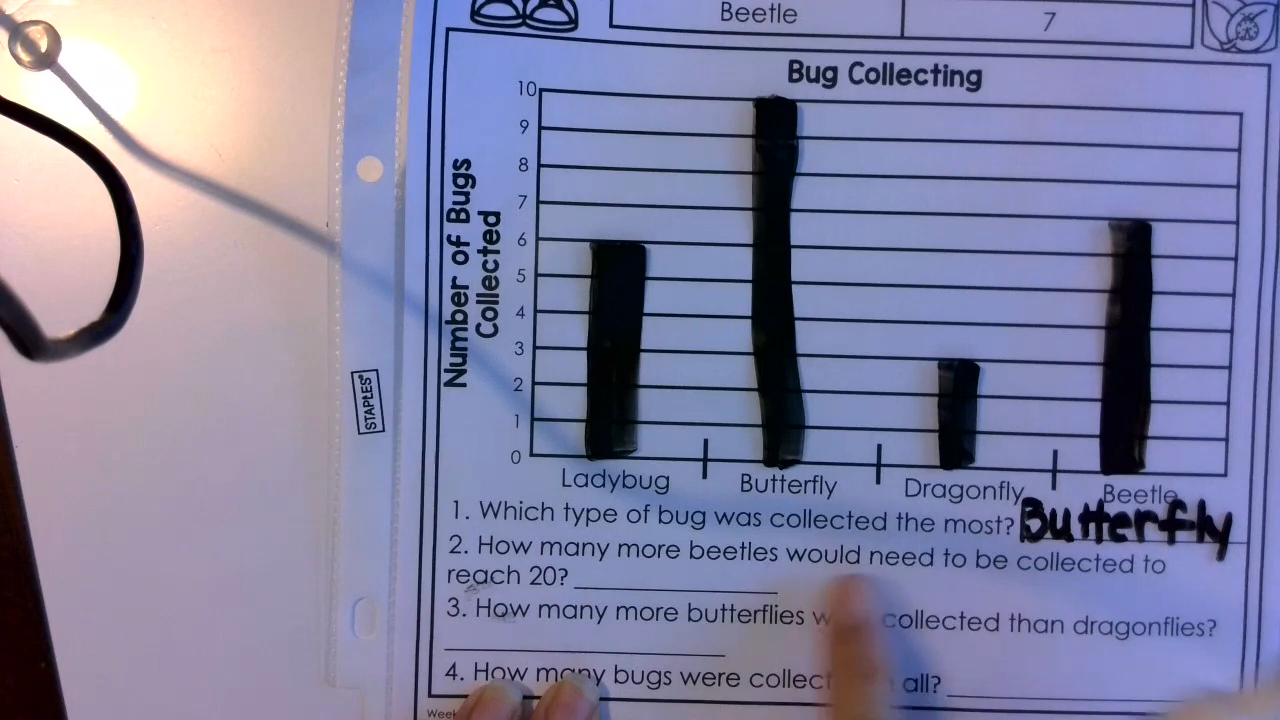 Beetle 7
Bug Collecting
Number of Bugs
Collected
10
9
8
7
6
5
4
3
2
1
0
Ladybug Butterfly Dragonfly Beetle
1. Which type of bug was collected the most? Butterfly
2. How many more beetles would need to be collected to
reach 20?
3. How many more butterflies collected than dragonflies?
4. How many bugs were all?
STAPLES